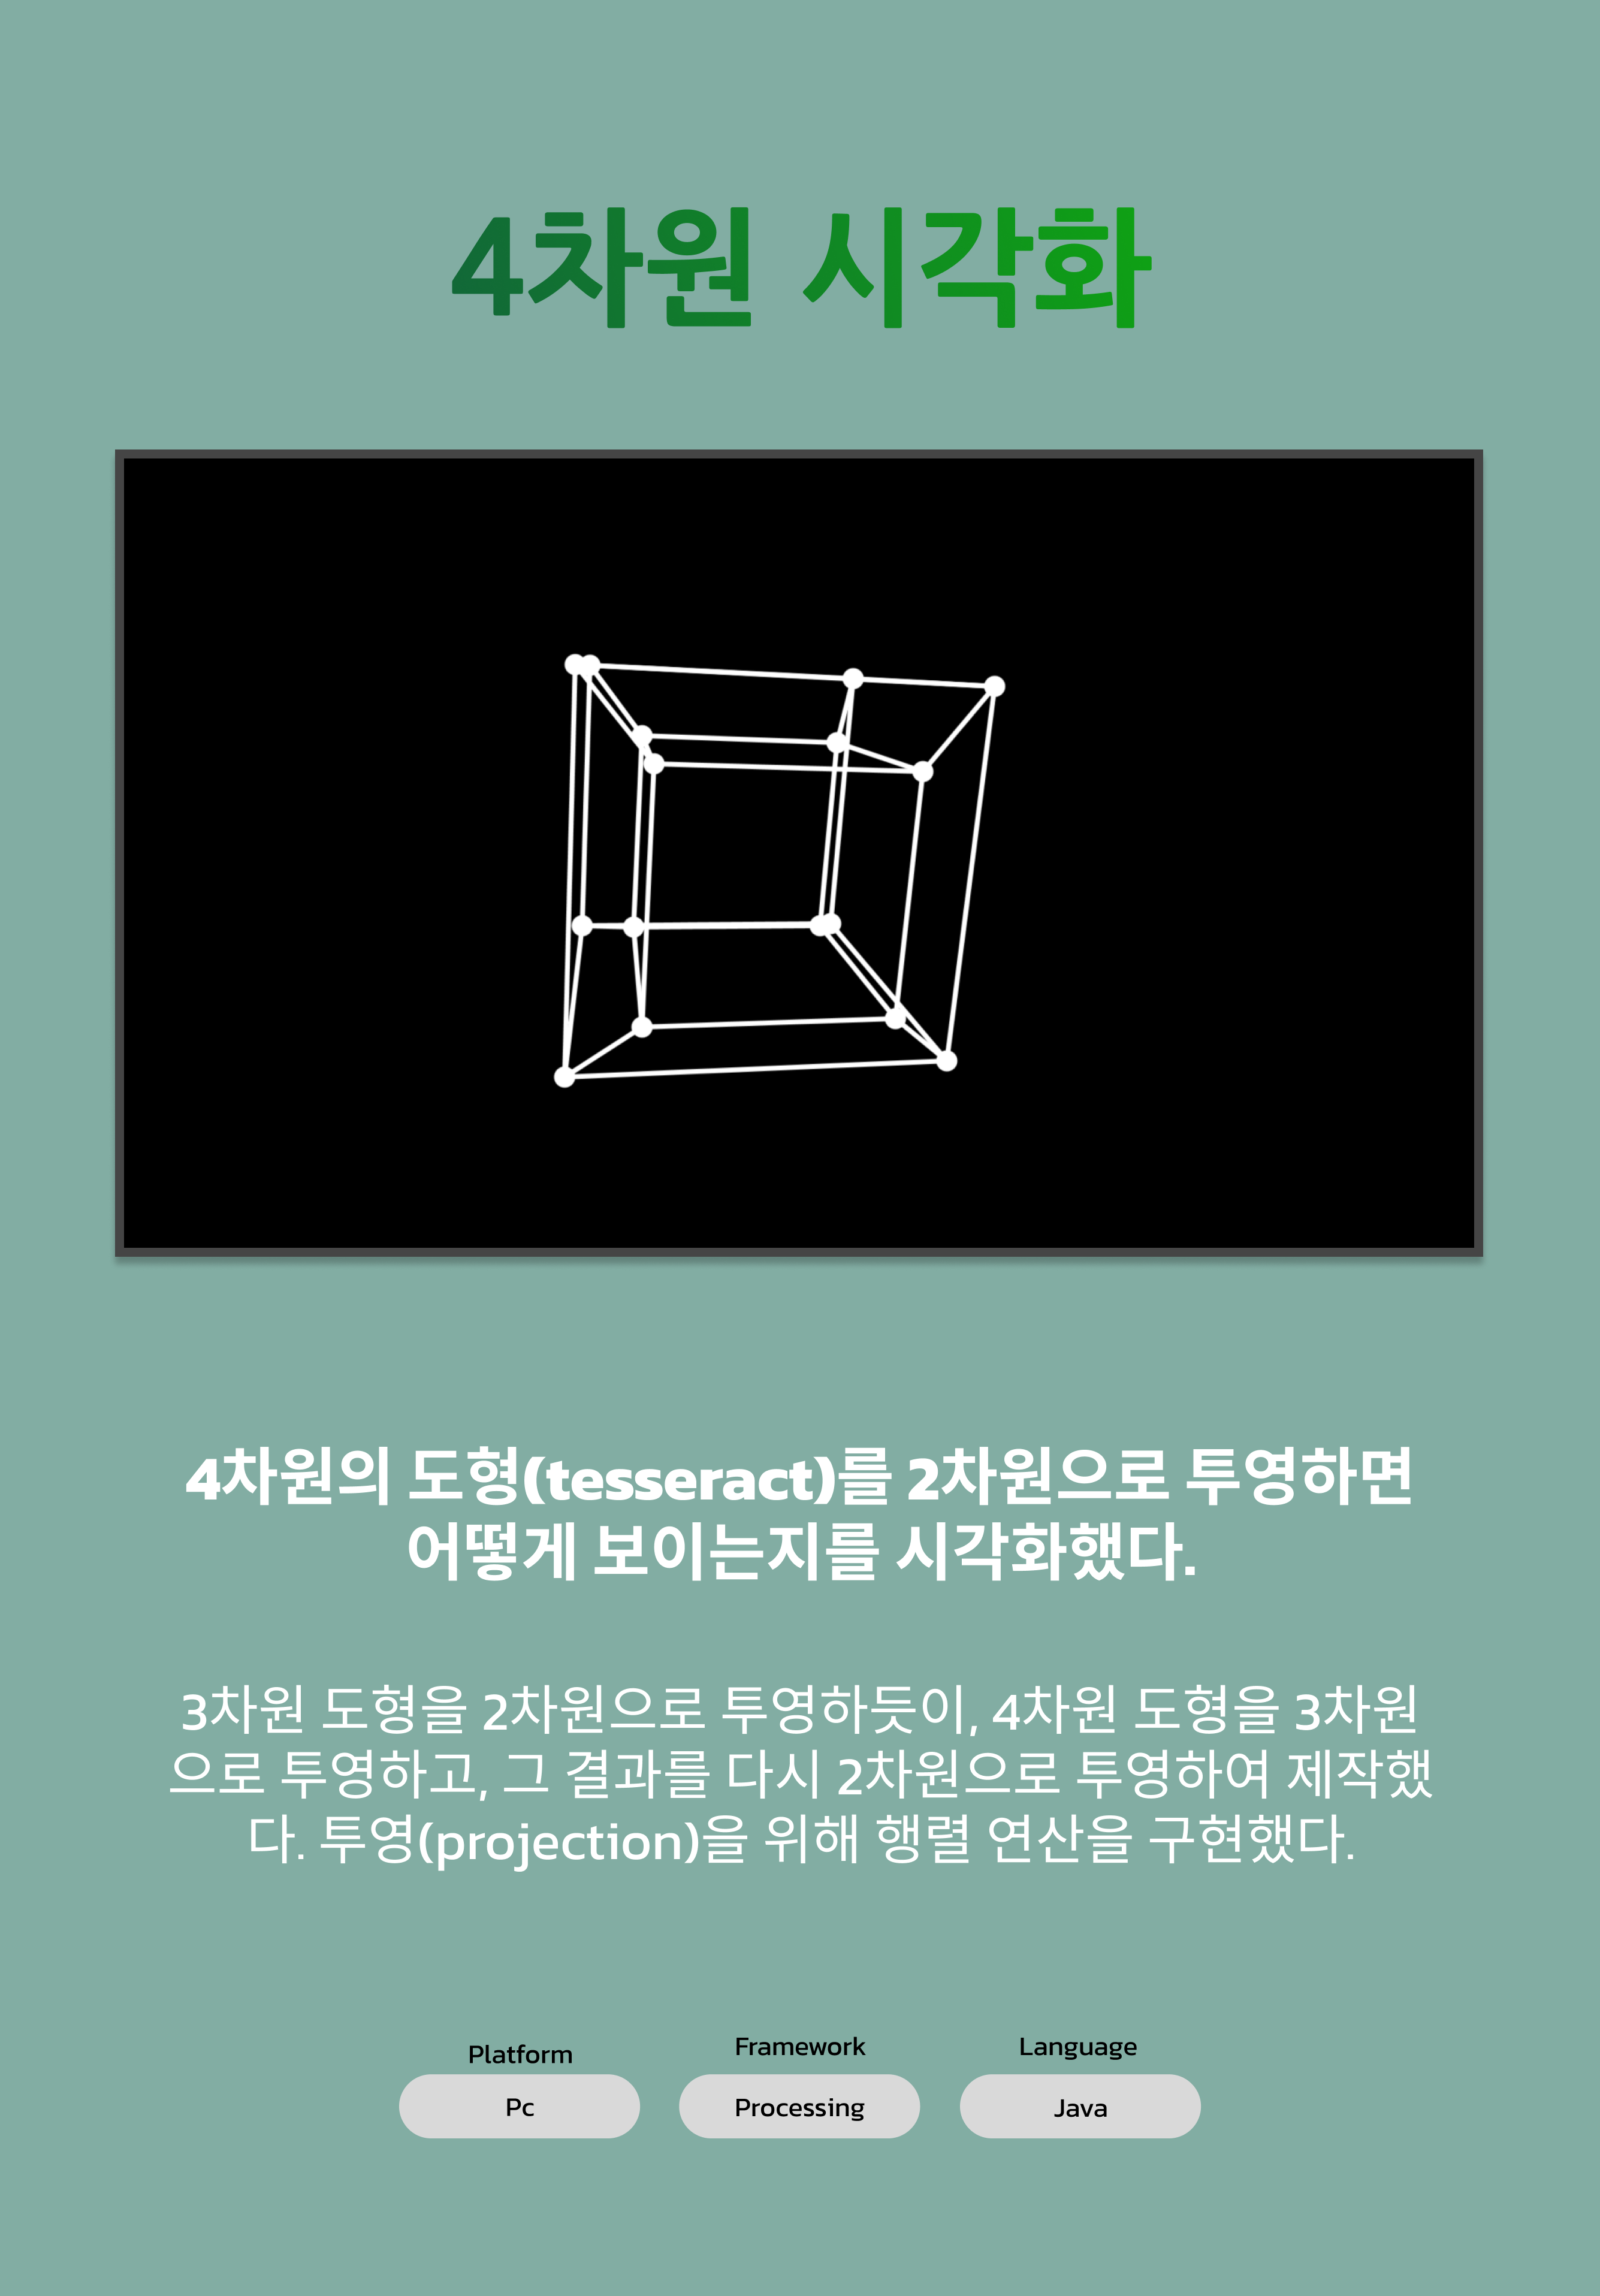 4차원 시각화
4차원의 도형(tesseract)를 2차원으로 투영하면
어떻게 보이는지를 시각화했다.
3차원 도형을 2차원으로 투영하듯이, 4차원 도형을 3차원
으로 투영하고, 그 결과를 다시 2차원으로 투영하여 제작했
다. 투영(projection)을 위해 행렬 연산을 구현했다.
Platform Framework Language
Pc Processing Java